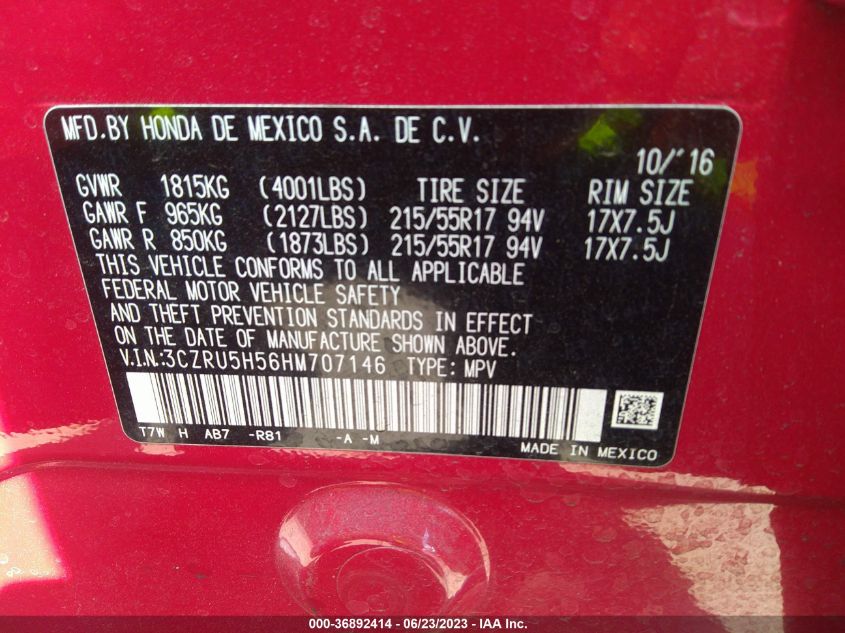 MFD.BY HONDA DE MEXICO S.A. DE C.V.
10/'16
GVWR 1815KG (4001LBS) TIRE SIZE RIM SIZE
GAWR F 965KG (2127LBS) 215/55R17 94V 17X7.5J
GAWR R 850KG (1873LBS) 215/55R17 94V 17X7.5J
THIS VEHICLE CONFORMS TO ALL APPLICABLE
FEDERAL MOTOR VEHICLE SAFETY
AND THEFT PREVENTION STANDARDS IN EFFECT
ON THE DATE OF MANUFACTURE SHOWN ABOVE.
V.I.N:3CZRU5H56HM707146 TYPE: MPV
T7W H AB7 -R81 -A -M
MADE IN MEXICO
000-36892414 - 06/23/2023 - IAA Inc.